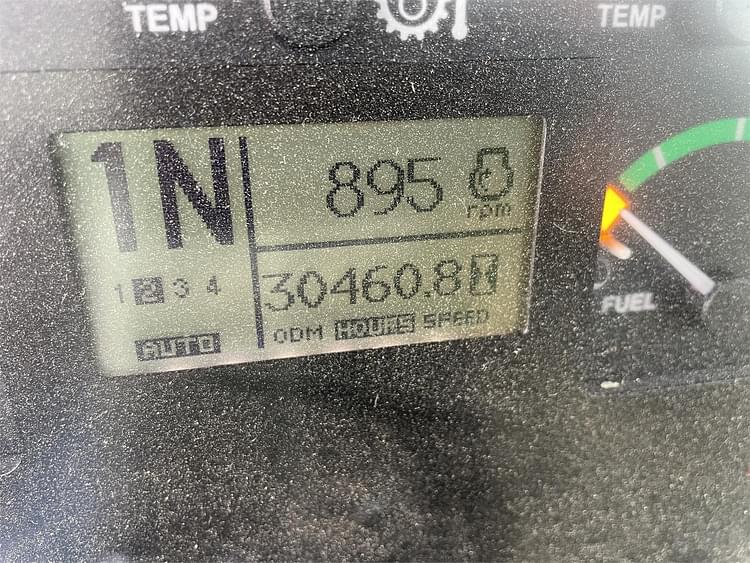 TEMP
TEMP
1N
895
rpm
1 2 3 4
30460.8
AUTO
ODM HOURS SPEED
FUEL